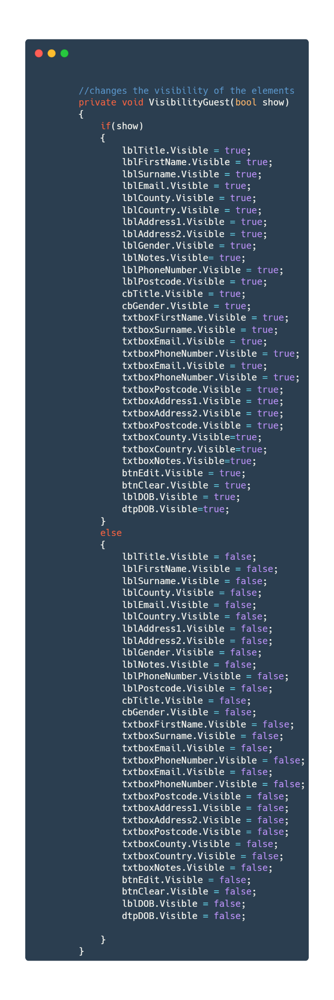 //changes the visibility of the elements
private void VisibilityGuest(bool show)
{
if(show)
{
lblTitle.Visible = true;
lblFirstName.Visible = true;
lblSurname.Visible = true;
lblEmail.Visible = true;
lblCounty.Visible = true;
lblCountry.Visible = true;
lblAddress1.Visible = true;
lblAddress2.Visible = true;
lblGender.Visible = true;
lblNotes.Visible= true;
lblPhoneNumber.Visible = true;
lblPostcode.Visible = true;
cbTitle.Visible = true;
cbGender.Visible = true;
txtboxFirstName.Visible = true;
txtboxSurname.Visible = true;
txtboxEmail.Visible = true;
txtboxPhoneNumber.Visible = true;
txtboxEmail.Visible = true;
txtboxPhoneNumber.Visible = true;
txtboxPostcode.Visible = true;
txtboxAddress1.Visible = true;
txtboxAddress2.Visible = true;
txtboxPostcode.Visible = true;
txtboxCounty.Visible=true;
txtboxCountry.Visible=true;
txtboxNotes.Visible=true;
btnEdit.Visible = true;
btnClear.Visible = true;
lblDOB.Visible = true;
dtpDOB.Visible=true;
}
else
{
lblTitle.Visible = false;
lblFirstName.Visible = false;
lblSurname.Visible = false;
lblCounty.Visible = false;
lblEmail.Visible = false;
lblCountry.Visible = false;
lblAddress1.Visible = false;
lblAddress2.Visible = false;
lblGender.Visible = false;
lblNotes.Visible = false;
lblPhoneNumber.Visible = false;
lblPostcode.Visible = false;
cbTitle.Visible = false;
cbGender.Visible = false;
txtboxFirstName.Visible = false;
txtboxSurname.Visible = false;
txtboxEmail.Visible = false;
txtboxPhoneNumber.Visible = false;
txtboxEmail.Visible = false;
txtboxPhoneNumber.Visible = false;
txtboxPostcode.Visible = false;
txtboxAddress1.Visible = false;
txtboxAddress2.Visible = false;
txtboxPostcode.Visible = false;
txtboxCounty.Visible = false;
txtboxCountry.Visible = false;
txtboxNotes.Visible = false;
btnEdit.Visible = false;
btnClear.Visible = false;
lblDOB.Visible = false;
dtpDOB.Visible = false;
}
}